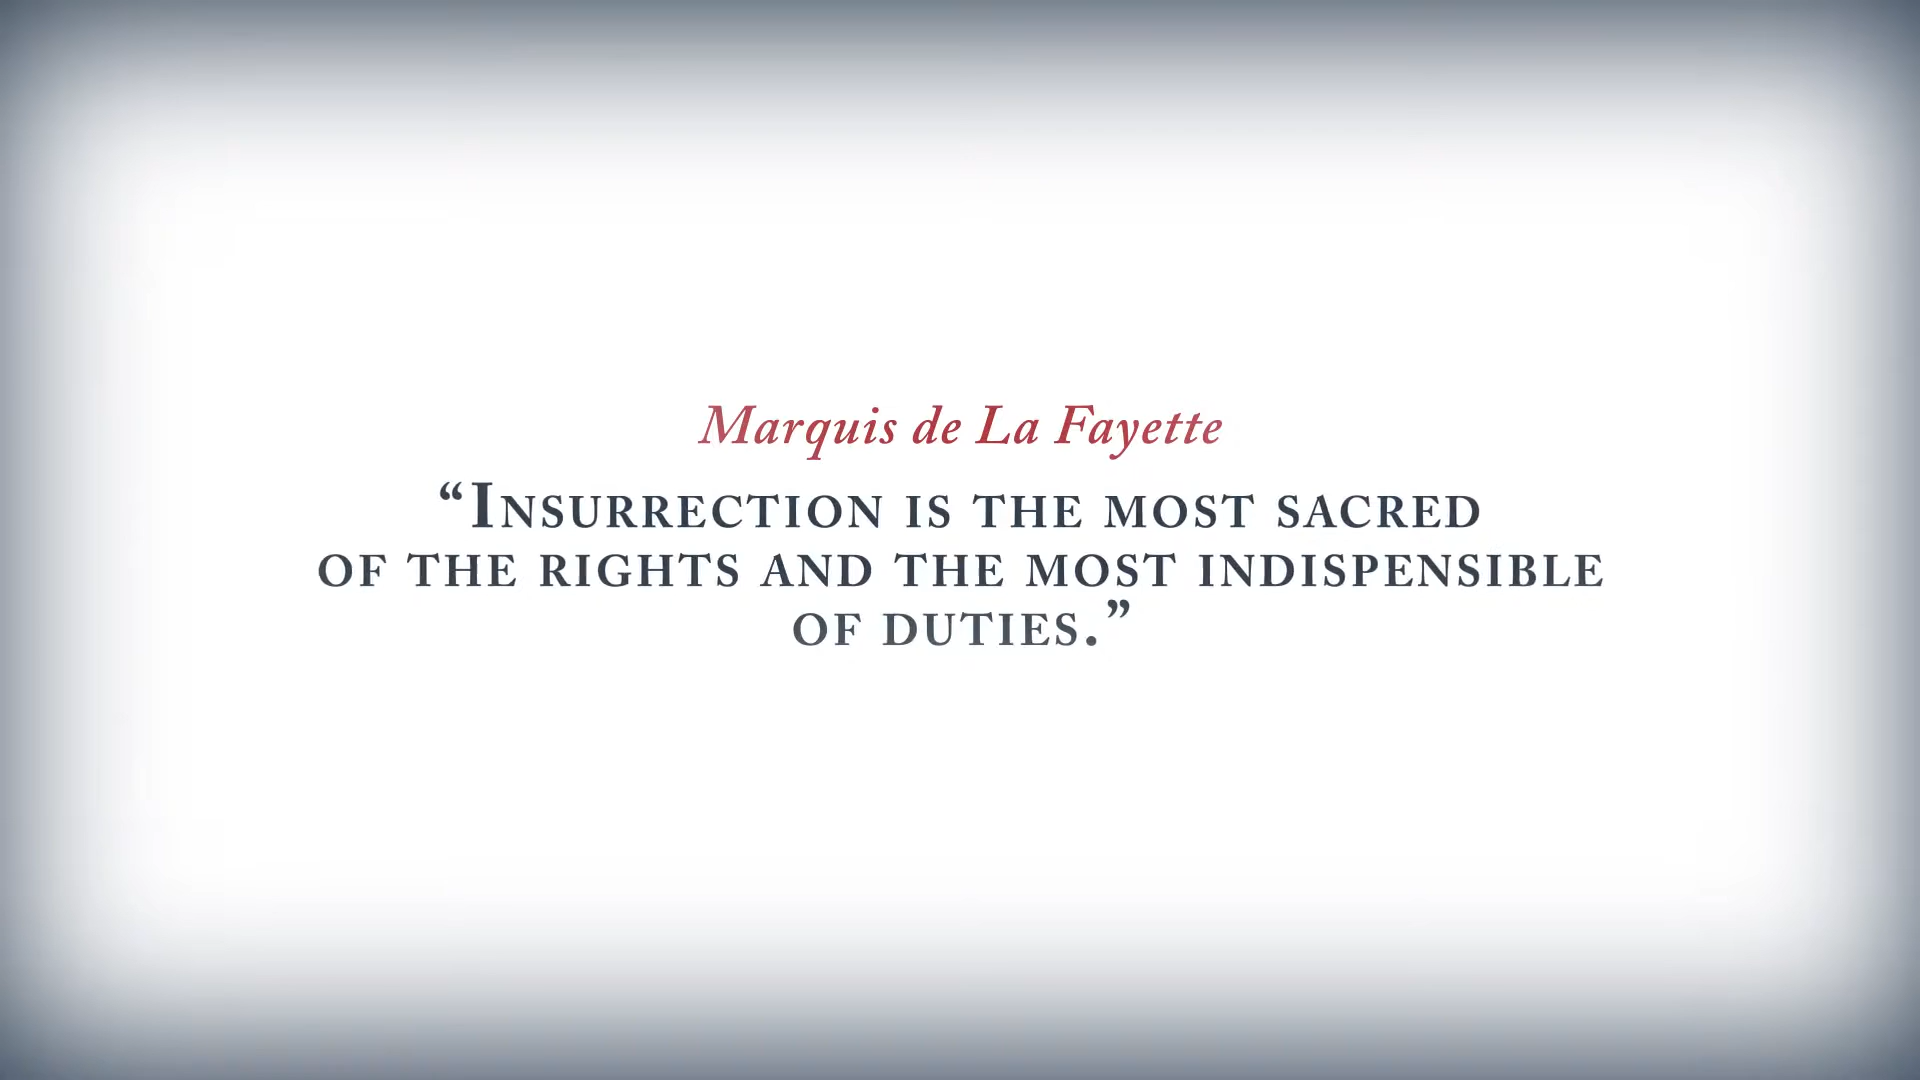 Marquis de La Fayette
“Insurrection is the most sacred
of the rights and the most indispensible
of duties.”